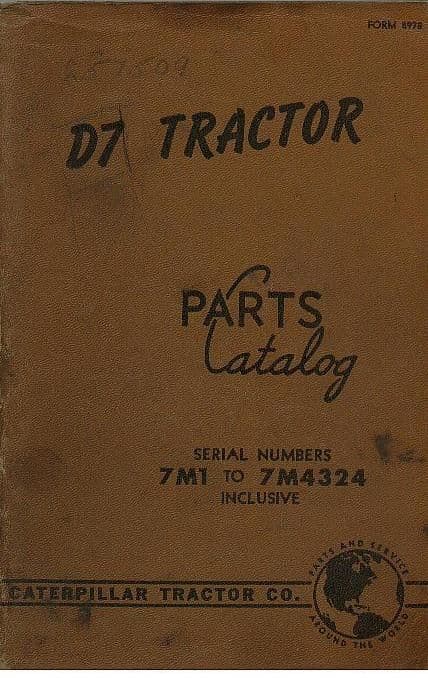 FORM 8978
D7 TRACTOR
PARTS
Catalog
SERIAL NUMBERS
7M1 TO 7M4324
INCLUSIVE
CATERPILLAR TRACTOR CO.
PARTS AND SERVICE
AROUND THE WORLD